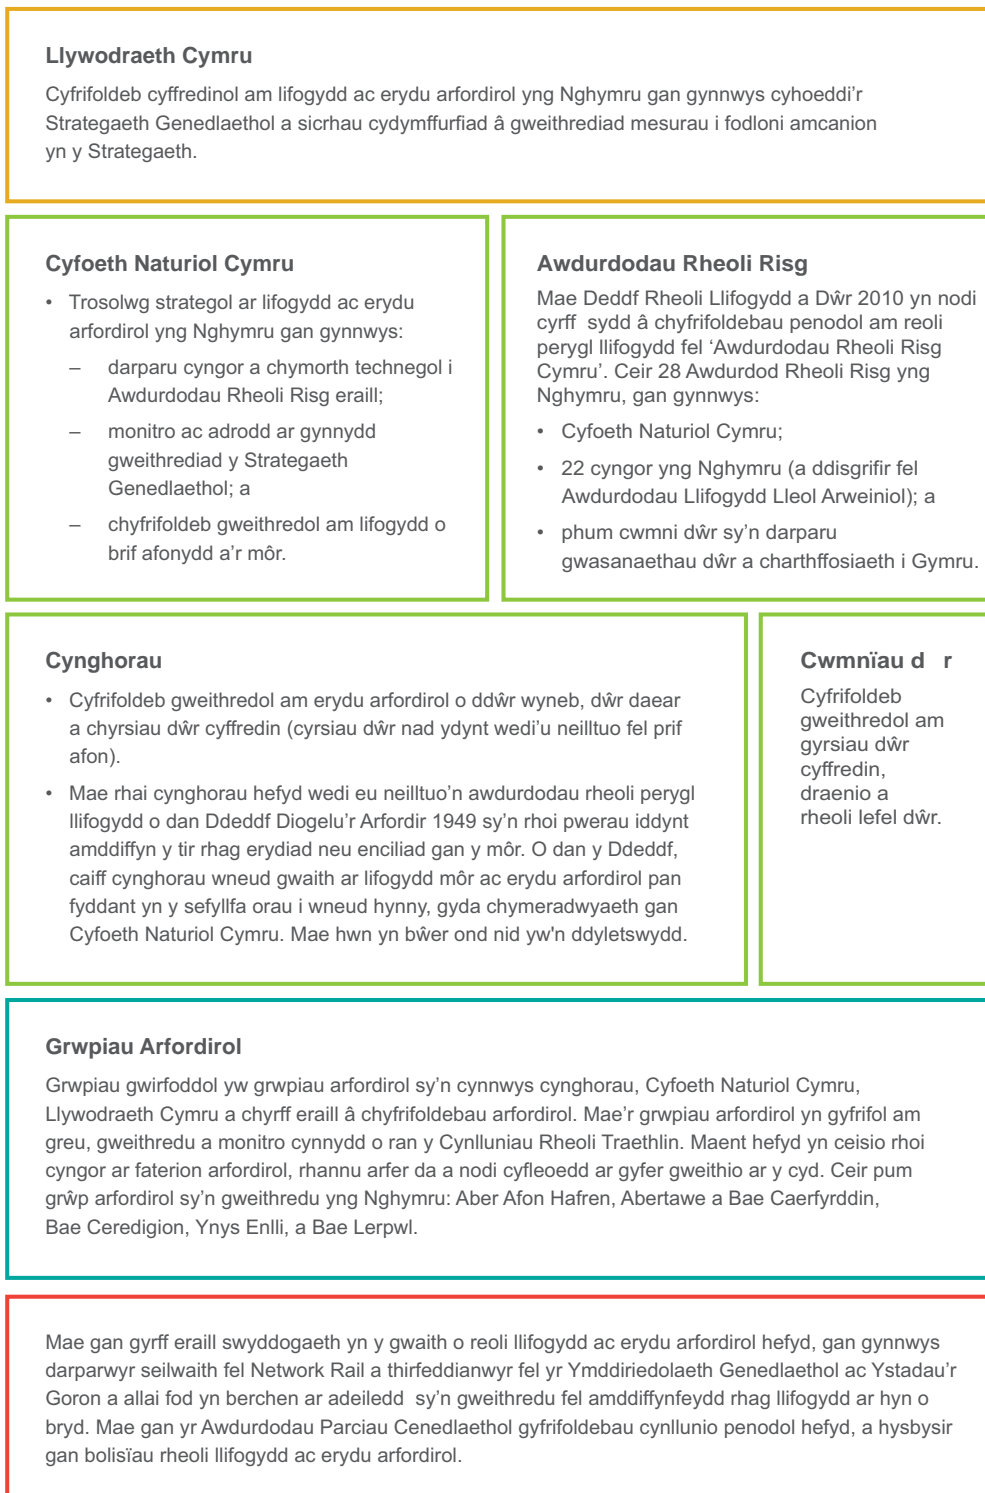 Llywodraeth Cymru
Cyfrifoldeb cyffredinol am lifogydd ac erydu arfordirol yng Nghymru gan gynnwys cyhoeddi’r
Strategaeth Genedlaethol a sicrhau cydymffurfiad â gweithrediad mesurau i fodloni amcanion
yn y Strategaeth.
Cyfoeth Naturiol Cymru
• Trosolwg strategol ar lifogydd ac erydu
arfordirol yng Nghymru gan gynnwys:
– darparu cyngor a chymorth technegol i
Awdurdodau Rheoli Risg eraill;
– monitro ac adrodd ar gynnydd
gweithrediad y Strategaeth
Genedlaethol; a
– chyfrifoldeb gweithredol am lifogydd o
brif afonydd a’r môr.
Awdurdodau Rheoli Risg
Mae Deddf Rheoli Llifogydd a Dŵr 2010 yn nodi
cyrff sydd â chyfrifoldebau penodol am reoli
perygl llifogydd fel ‘Awdurdodau Rheoli Risg
Cymru’. Ceir 28 Awdurdod Rheoli Risg yng
Nghymru, gan gynnwys:
• Cyfoeth Naturiol Cymru;
• 22 cyngor yng Nghymru (a ddisgrifir fel
Awdurdodau Llifogydd Lleol Arweiniol); a
• phum cwmni dŵr sy’n darparu
gwasanaethau dŵr a charthffosiaeth i Gymru.
Cynghorau
• Cyfrifoldeb gweithredol am erydu arfordirol o ddŵr wyneb, dŵr daear
a chyrsiau dŵr cyffredin (cyrsiau dŵr nad ydynt wedi’u neilltuo fel prif
afon).
• Mae rhai cynghorau hefyd wedi eu neilltuo’n awdurdodau rheoli perygl
llifogydd o dan Ddeddf Diogelu’r Arfordir 1949 sy’n rhoi pwerau iddynt
amddiffyn y tir rhag erydiad neu enciliad gan y môr. O dan y Ddeddf,
caiff cynghorau wneud gwaith ar lifogydd môr ac erydu arfordirol pan
fyddant yn y sefyllfa orau i wneud hynny, gyda chymeradwyaeth gan
Cyfoeth Naturiol Cymru. Mae hwn yn bŵer ond nid yw'n ddyletswydd.
Cwmnïau d r
Cyfrifoldeb
gweithredol am
gyrsiau dŵr
cyffredin,
draenio a
rheoli lefel dŵr.
Grwpiau Arfordirol
Grwpiau gwirfoddol yw grwpiau arfordirol sy’n cynnwys cynghorau, Cyfoeth Naturiol Cymru,
Llywodraeth Cymru a chyrff eraill â chyfrifoldebau arfordirol. Mae’r grwpiau arfordirol yn gyfrifol am
greu, gweithredu a monitro cynnydd o ran y Cynlluniau Rheoli Traethlin. Maent hefyd yn ceisio rhoi
cyngor ar faterion arfordirol, rhannu arfer da a nodi cyfleoedd ar gyfer gweithio ar y cyd. Ceir pum
grŵp arfordirol sy’n gweithredu yng Nghymru: Aber Afon Hafren, Abertawe a Bae Caerfyrddin,
Bae Ceredigion, Ynys Enlli, a Bae Lerpwl.
Mae gan gyrff eraill swyddogaeth yn y gwaith o reoli llifogydd ac erydu arfordirol hefyd, gan gynnwys
darparwyr seilwaith fel Network Rail a thirfeddianwyr fel yr Ymddiriedolaeth Genedlaethol ac Ystadau’r
Goron a allai fod yn berchen ar adeiledd sy’n gweithredu fel amddiffynfeydd rhag llifogydd ar hyn o
bryd. Mae gan yr Awdurdodau Parciau Cenedlaethol gyfrifoldebau cynllunio penodol hefyd, a hysbysir
gan bolisïau rheoli llifogydd ac erydu arfordirol.